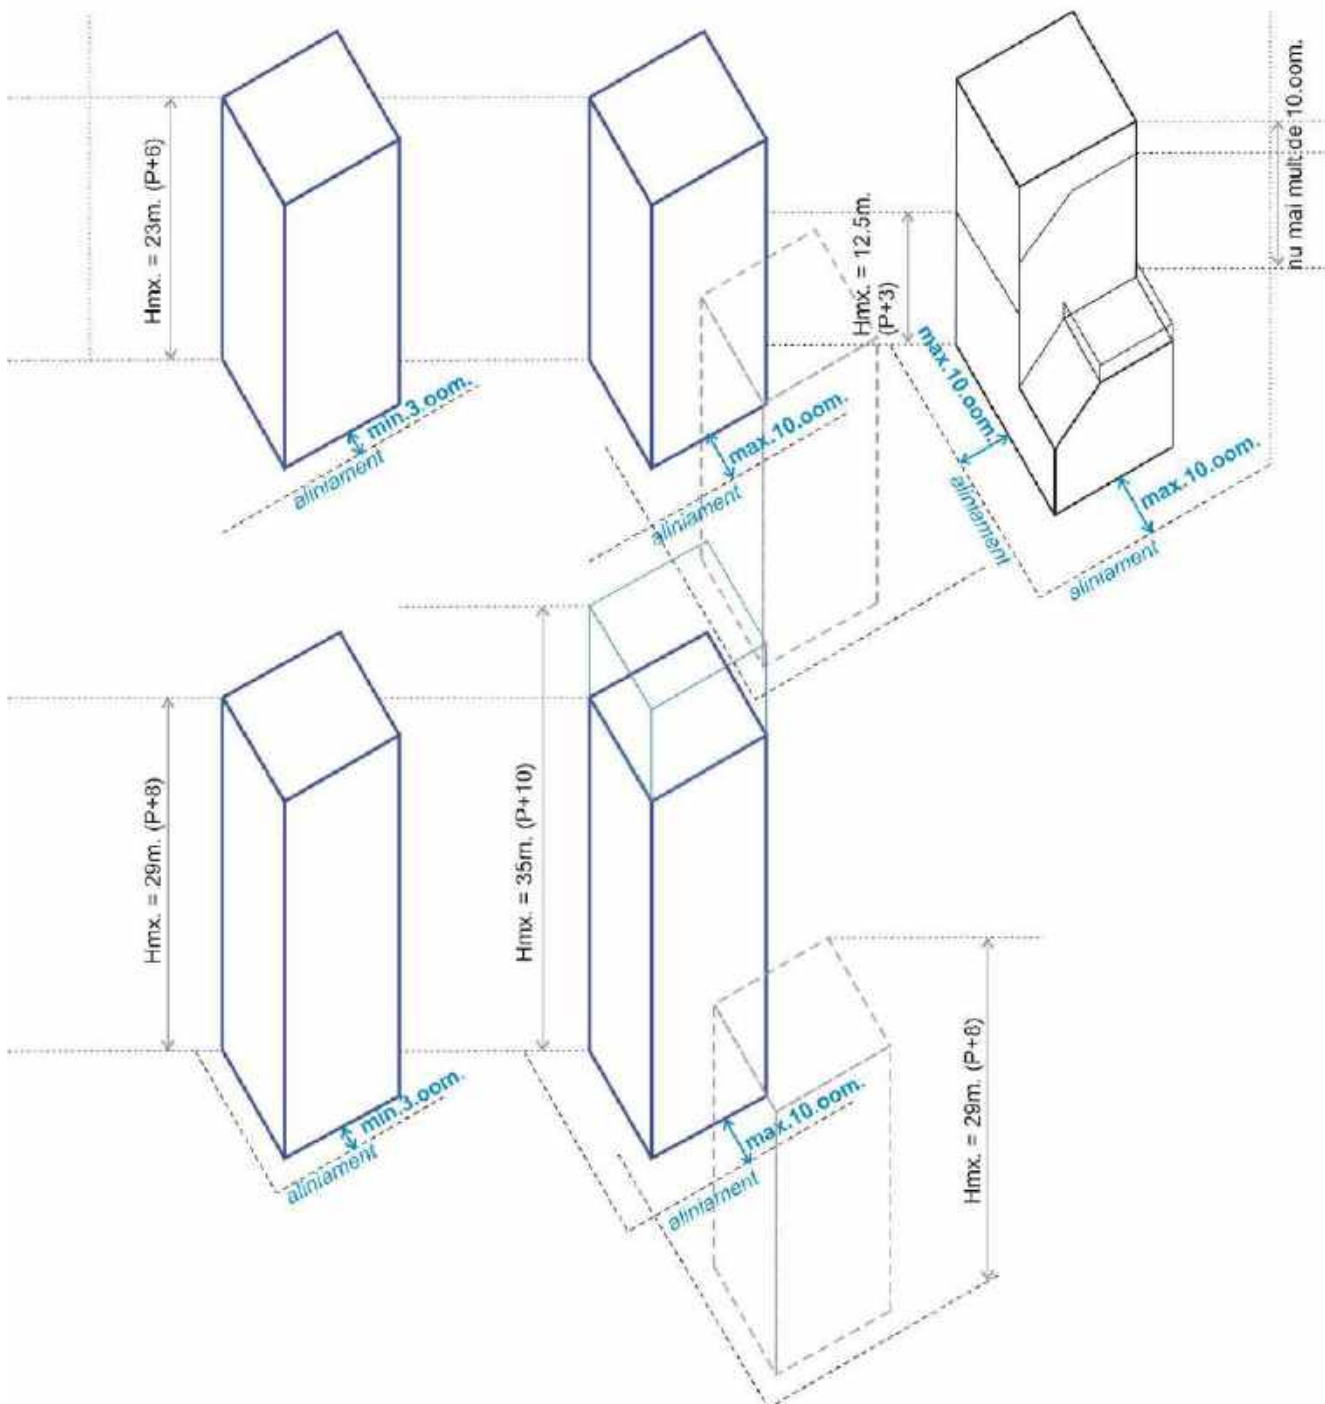 Hmx. = 23m. (P+6)
min.3.oom.
aliniament
max.10.oom.
aliniament
Hmx. = 12.5m.
(P+3)
nu mai mult de 10.oom.
max.10.oom.
aliniament
max.10.oom.
aliniament
Hmx. = 29m. (P+8)
min.3.oom.
aliniament
Hmx. = 35m. (P+10)
max.10.oom.
aliniament
Hmx. = 29m. (P+8)